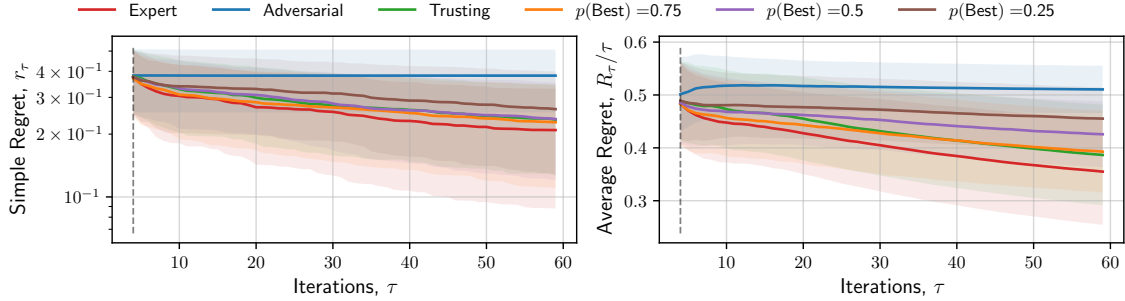 Expert Adversarial Trusting p(Best) =0.75 p(Best) =0.5 p(Best) =0.25
Simple Regret, r_τ
4 × 10⁻¹
3 × 10⁻¹
2 × 10⁻¹
10⁻¹
10 20 30 40 50 60
Iterations, τ
Average Regret, R_τ/τ
0.6
0.5
0.4
0.3
10 20 30 40 50 60
Iterations, τ